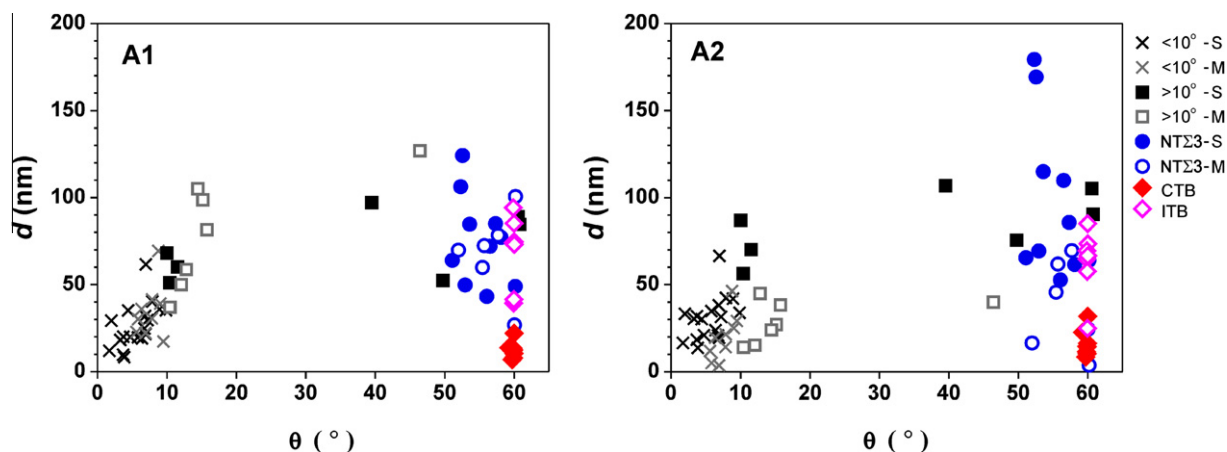 A1
200
150
100
50
0
d (nm)
0 10 20 30 40 50 60
θ (°)
A2
200
150
100
50
0
d (nm)
0 10 20 30 40 50 60
θ (°)
<10° -S
<10° -M
>10° -S
>10° -M
NTΣ3-S
NTΣ3-M
CTB
ITB